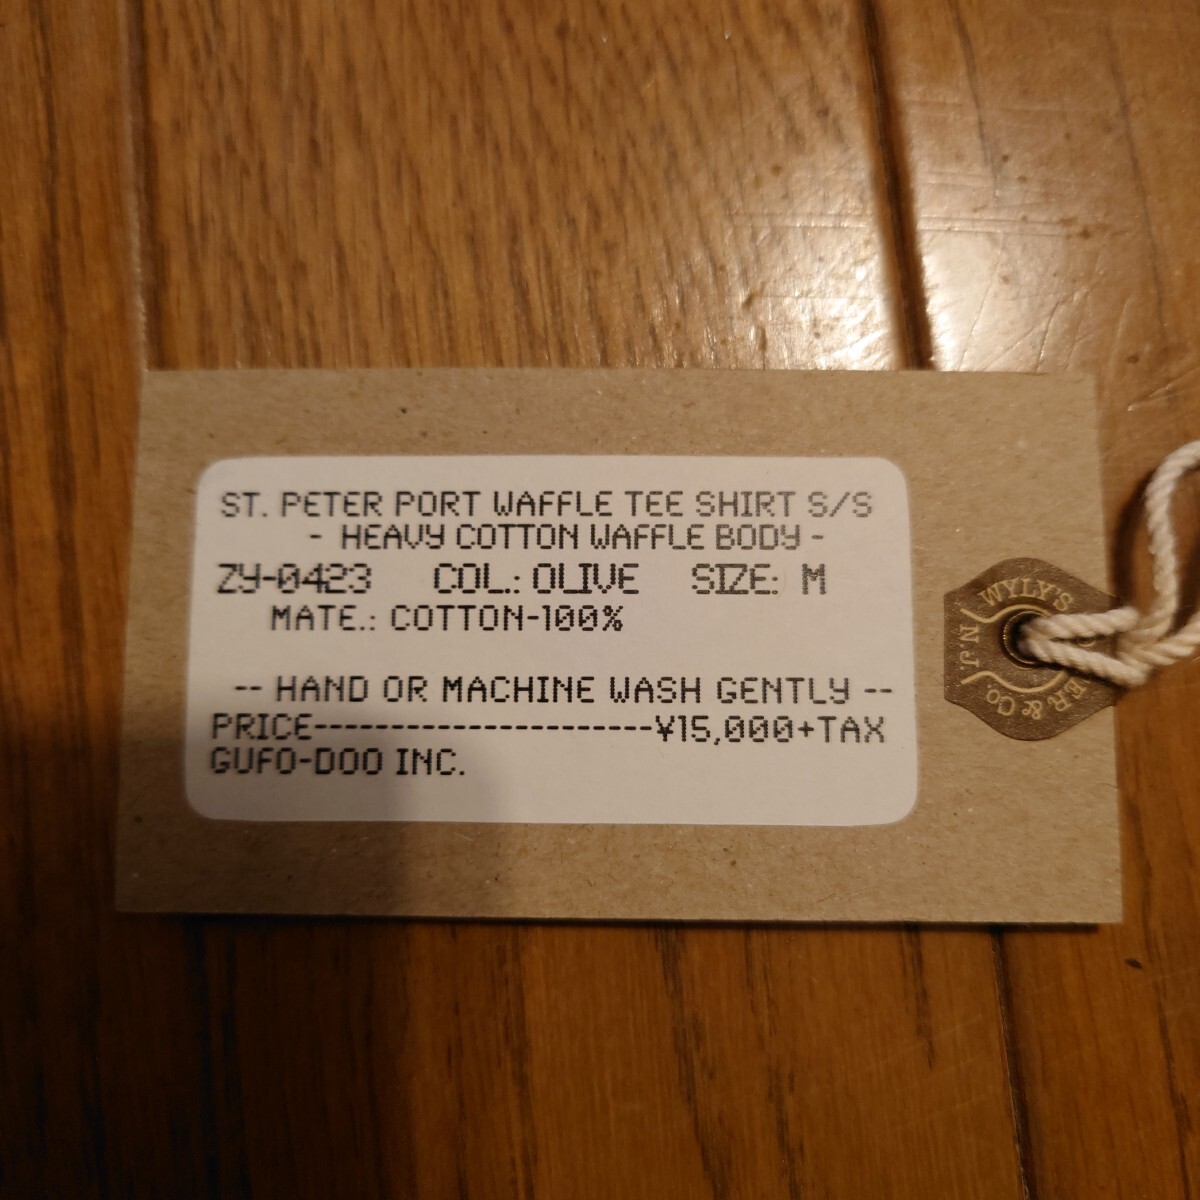 ST. PETER PORT WAFFLE TEE SHIRT S/S
- HEAVY COTTON WAFFLE BODY -
ZY-0423 COL.: OLIVE SIZE: M
MATE.: COTTON-100%
-- HAND OR MACHINE WASH GENTLY --
PRICE----------------------¥15,000+TAX
GUFO-DOO INC.
WYLY'S
& CO.
N.J.